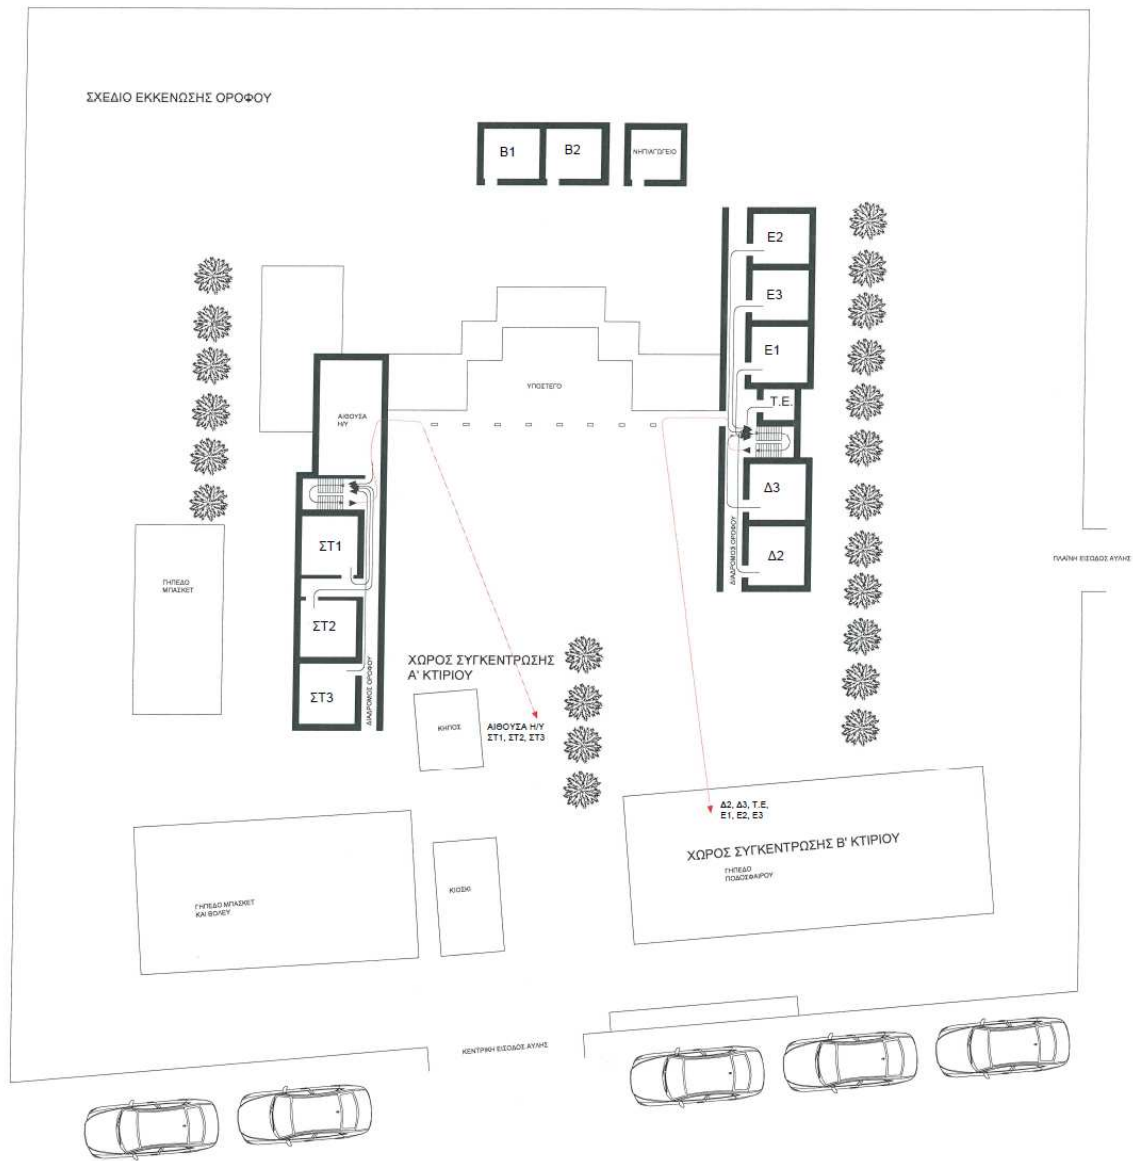 ΣΧΕΔΙΟ ΕΚΚΕΝΩΣΗΣ ΟΡΟΦΟΥ
Β1
Β2
ΝΗΠΙΑΓΩΓΕΙΟ
Ε2
Ε3
Ε1
Τ.Ε.
Δ3
Δ2
ΔΙΑΔΡΟΜΟΣ ΟΡΟΦΟΥ
ΥΠΟΣΤΕΓΟ
ΑΙΘΟΥΣΑ
Η/Υ
ΣΤ1
ΣΤ2
ΣΤ3
ΔΙΑΔΡΟΜΟΣ ΟΡΟΦΟΥ
ΓΗΠΕΔΟ
ΜΠΑΣΚΕΤ
ΠΛΑΪΝΗ ΕΙΣΟΔΟΣ ΑΥΛΗΣ
ΧΩΡΟΣ ΣΥΓΚΕΝΤΡΩΣΗΣ
Α' ΚΤΙΡΙΟΥ
ΚΗΠΟΣ
ΑΙΘΟΥΣΑ Η/Υ
ΣΤ1, ΣΤ2, ΣΤ3
Δ2, Δ3, Τ.Ε,
Ε1, Ε2, Ε3
ΧΩΡΟΣ ΣΥΓΚΕΝΤΡΩΣΗΣ Β' ΚΤΙΡΙΟΥ
ΓΗΠΕΔΟ
ΠΟΔΟΣΦΑΙΡΟΥ
ΚΙΟΣΚΙ
ΓΗΠΕΔΟ ΜΠΑΣΚΕΤ
ΚΑΙ ΒΟΛΕΥ
ΚΕΝΤΡΙΚΗ ΕΙΣΟΔΟΣ ΑΥΛΗΣ